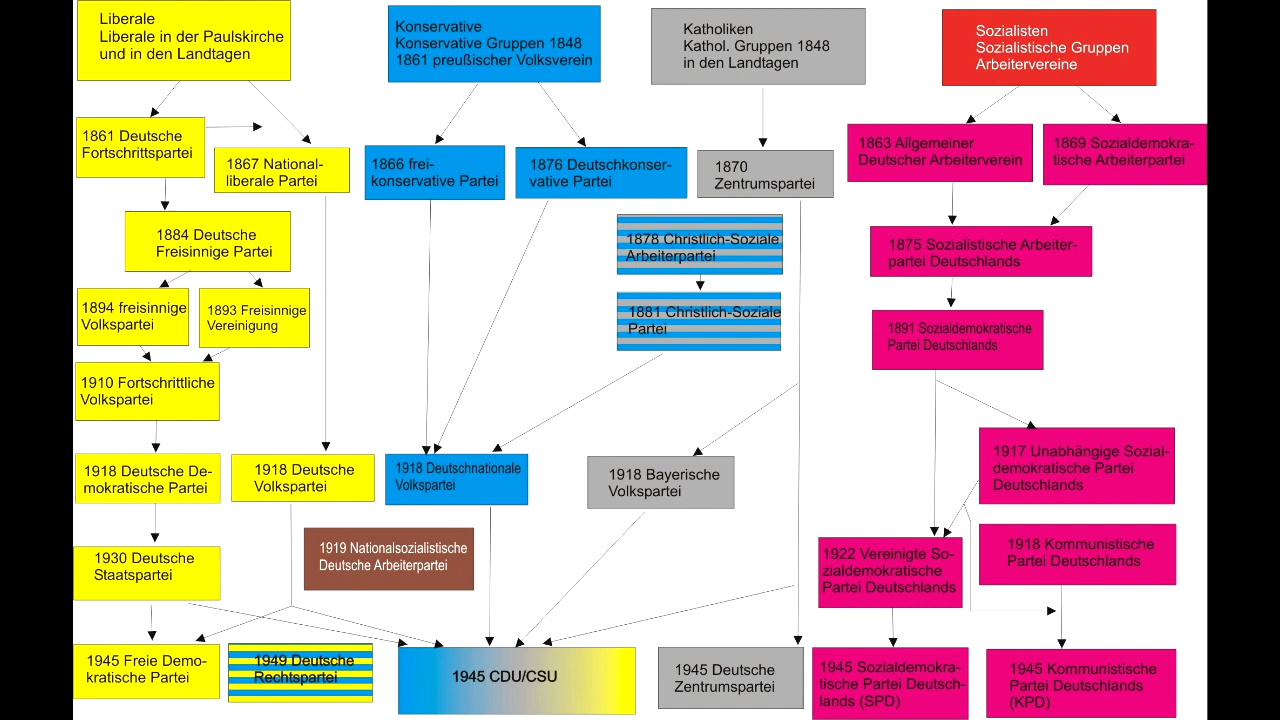 Liberale
Liberale in der Paulskirche
und in den Landtagen
Konservative
Konservative Gruppen 1848
1861 preußischer Volksverein
Katholiken
Kathol. Gruppen 1848
in den Landtagen
Sozialisten
Sozialistische Gruppen
Arbeitervereine
1861 Deutsche
Fortschrittspartei
1867 National-
liberale Partei
1866 frei-
konservative Partei
1876 Deutschkonser-
vative Partei
1870
Zentrumspartei
1863 Allgemeiner
Deutscher Arbeiterverein
1869 Sozialdemokra-
tische Arbeiterpartei
1884 Deutsche
Freisinnige Partei
1878 Christlich-Soziale
Arbeiterpartei
1875 Sozialistische Arbeiter-
partei Deutschlands
1894 freisinnige
Volkspartei
1893 Freisinnige
Vereinigung
1881 Christlich-Soziale
Partei
1891 Sozialdemokratische
Partei Deutschlands
1910 Fortschrittliche
Volkspartei
1918 Deutsche De-
mokratische Partei
1918 Deutsche
Volkspartei
1918 Deutschnationale
Volkspartei
1918 Bayerische
Volkspartei
1917 Unabhängige Sozial-
demokratische Partei
Deutschlands
1930 Deutsche
Staatspartei
1919 Nationalsozialistische
Deutsche Arbeiterpartei
1922 Vereinigte So-
zialdemokratische
Partei Deutschlands
1918 Kommunistische
Partei Deutschlands
1945 Freie Demo-
kratische Partei
1949 Deutsche
Rechtspartei
1945 CDU/CSU
1945 Deutsche
Zentrumspartei
1945 Sozialdemokra-
tische Partei Deutsch-
lands (SPD)
1945 Kommunistische
Partei Deutschlands
(KPD)